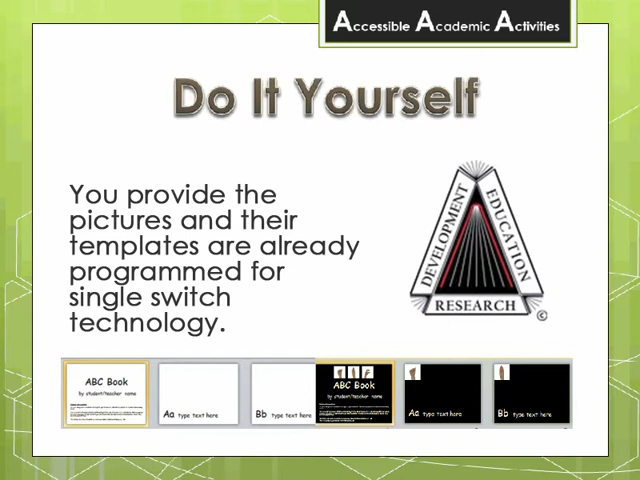 Accessible Academic Activities
Do It Yourself
You provide the
pictures and their
templates are already
programmed for
single switch
technology.
DEVELOPMENT
EDUCATION
RESEARCH
©
ABC Book
by student/teacher name
Aa type text here
Bb type text here
ABC Book
by student/teacher name
Aa type text here
Bb type text here